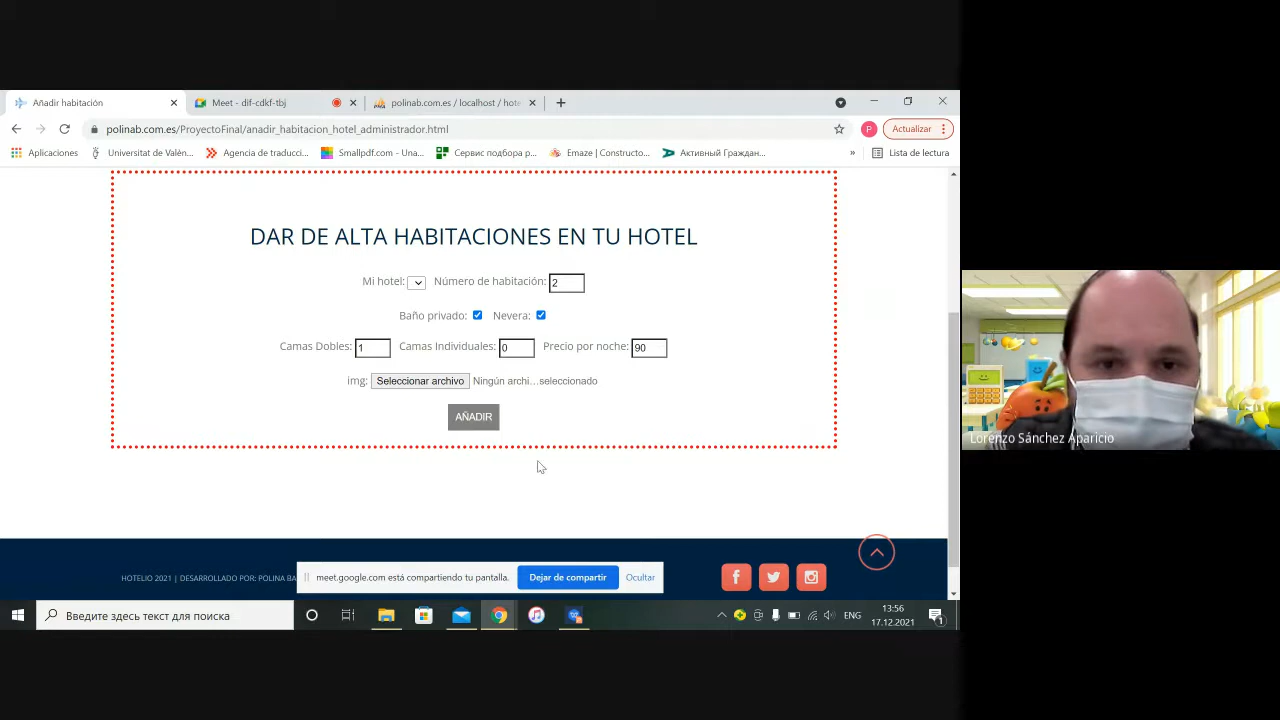 Añadir habitación
Meet - dif-cdkf-tbj
polinab.com.es / localhost / hote
polinab.com.es/ProyectoFinal/anadir_habitacion_hotel_administrador.html
P
Actualizar
Aplicaciones
Universitat de Valén...
Agencia de traducci...
Smallpdf.com - Una...
Сервис подбора р...
Emaze | Constructo...
Активный Граждан...
»
Lista de lectura
DAR DE ALTA HABITACIONES EN TU HOTEL
Mi hotel: Número de habitación: 2
Baño privado: Nevera:
Camas Dobles: 1 Camas Individuales: 0 Precio por noche: 90
img: Seleccionar archivo Ningún archi...seleccionado
AÑADIR
Lorenzo Sánchez Aparicio
HOTELIO 2021 | DESARROLLADO POR: POLINA BA
meet.google.com está compartiendo tu pantalla. Dejar de compartir Ocultar
Введите здесь текст для поиска
ENG
13:56
17.12.2021
1